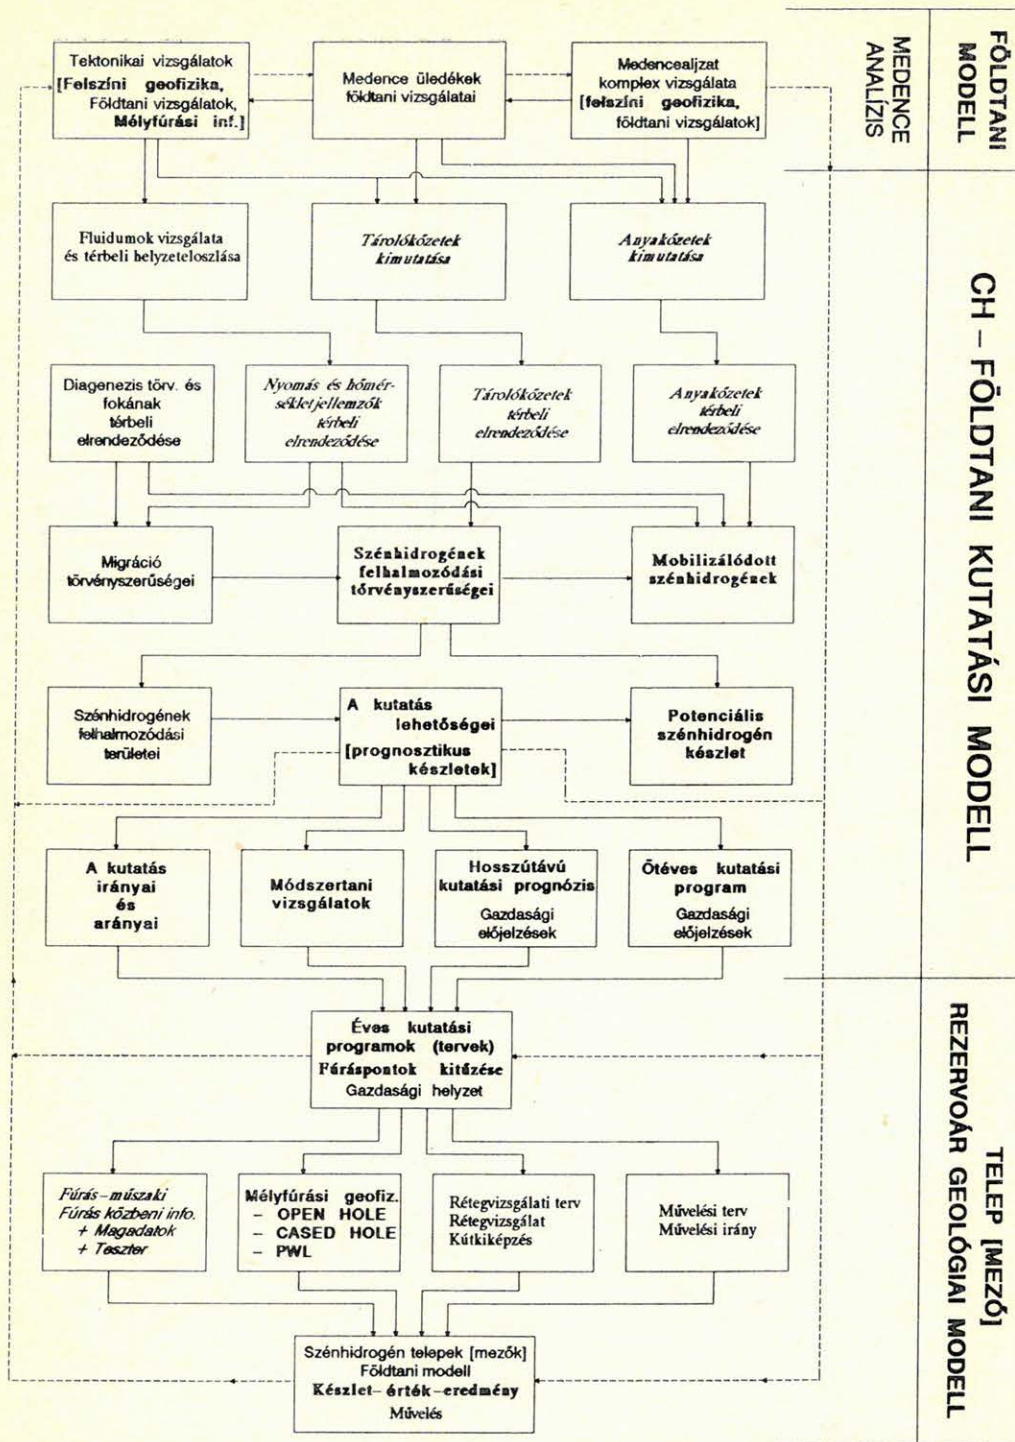 Tektonikai vizsgálatok
[Felszíni geofizika,
Földtani vizsgálatok,
Mélyfúrási inf.]
Medence üledékek
földtani vizsgálatai
Medencealjzat
komplex vizsgálata
[felszíni geofizika,
földtani vizsgálatok]
MEDENCE
ANALÍZIS
FÖLDTANI
MODELL
Fluidumok vizsgálata
és térbeli helyzeteloszlása
Tárolókőzetek
kimutatása
Anyakőzetek
kimutatása
Diagenezis törv. és
fokának
térbeli
elrendeződése
Nyomás és hőmér-
sékletjellemzők
térbeli
elrendeződése
Tárolókőzetek
térbeli
elrendeződése
Anyakőzetek
térbeli
elrendeződése
Migráció
törvényszerűségei
Szénhidrogének
felhalmozódási
törvényszerűségei
Mobilizálódott
szénhidrogének
Szénhidrogének
felhalmozódási
területei
A kutatás
lehetőségei
[prognosztikus
készletek]
Potenciális
szénhidrogén
készlet
A kutatás
irányai
és
arányai
Módszertani
vizsgálatok
Hosszútávú
kutatási prognózis
Gazdasági
előjelzések
Ötéves kutatási
program
Gazdasági
előjelzések
CH – FÖLDTANI KUTATÁSI MODELL
Éves kutatási
programok (tervek)
Fúráspontok kitűzése
Gazdasági helyzet
Fúrás–műszaki
Fúrás közbeni info.
+ Magadatok
+ Teszter
Mélyfúrási geofiz.
– OPEN HOLE
– CASED HOLE
– PWL
Rétegvizsgálati terv
Rétegvizsgálat
Kútkiképzés
Művelési terv
Művelési irány
Szénhidrogén telepek [mezők]
Földtani modell
Készlet–érték–eredmény
Művelés
TELEP [MEZŐ]
REZERVOÁR GEOLÓGIAI MODELL